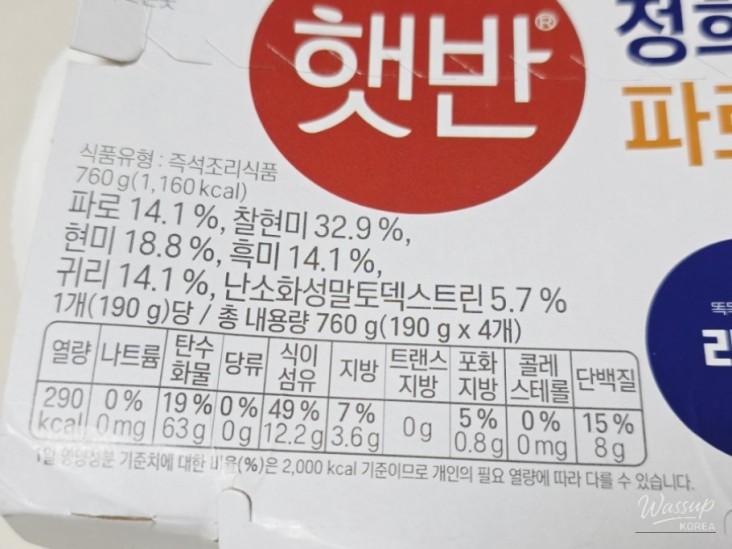 햇반®
식품유형 : 즉석조리식품
760 g(1,160 kcal)
파로 14.1 %, 찰현미 32.9 %,
현미 18.8 %, 흑미 14.1 %,
귀리 14.1 %, 난소화성말토덱스트린 5.7 %
1개(190 g)당 / 총 내용량 760 g(190 g x 4개)
열량 나트륨 탄수화물 당류 식이섬유 지방 트랜스지방 포화지방 콜레스테롤 단백질
290 kcal 0 % 0 mg 19 % 63 g 0 % 0 g 49 % 12.2 g 7 % 3.6 g 0 g 5 % 0.8 g 0 % 0 mg 15 % 8 g
1일 영양성분 기준치에 대한 비율(%)은 2,000 kcal 기준이므로 개인의 필요 열량에 따라 다를 수 있습니다.
Wassup
KOREA